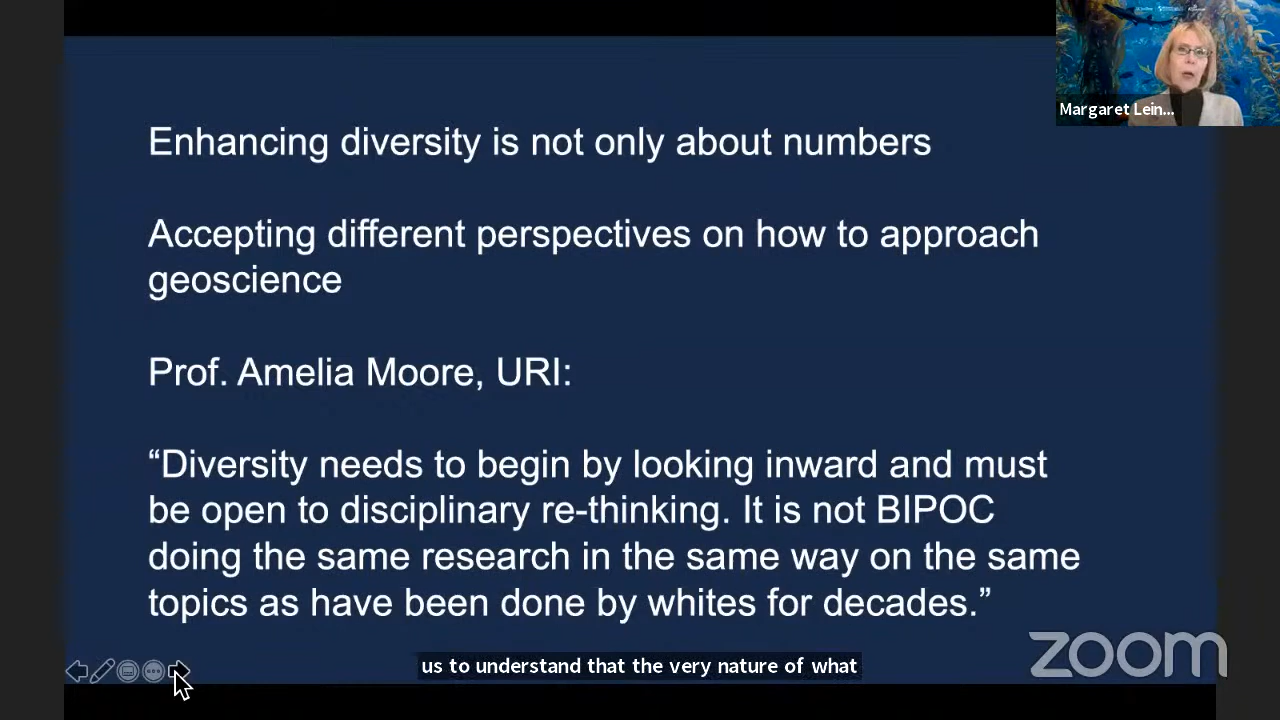 Margaret Lein...
Enhancing diversity is not only about numbers
Accepting different perspectives on how to approach
geoscience
Prof. Amelia Moore, URI:
“Diversity needs to begin by looking inward and must
be open to disciplinary re-thinking. It is not BIPOC
doing the same research in the same way on the same
topics as have been done by whites for decades.”
us to understand that the very nature of what
zoom